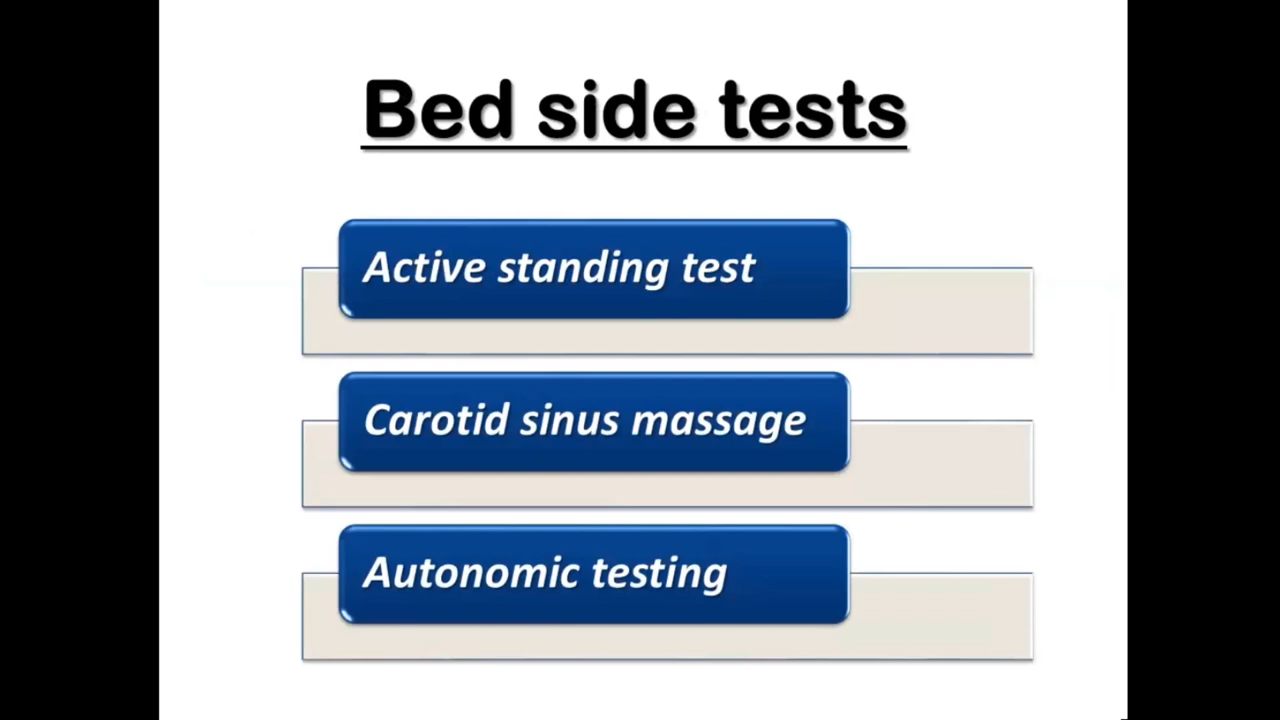 Bed side tests
Active standing test
Carotid sinus massage
Autonomic testing